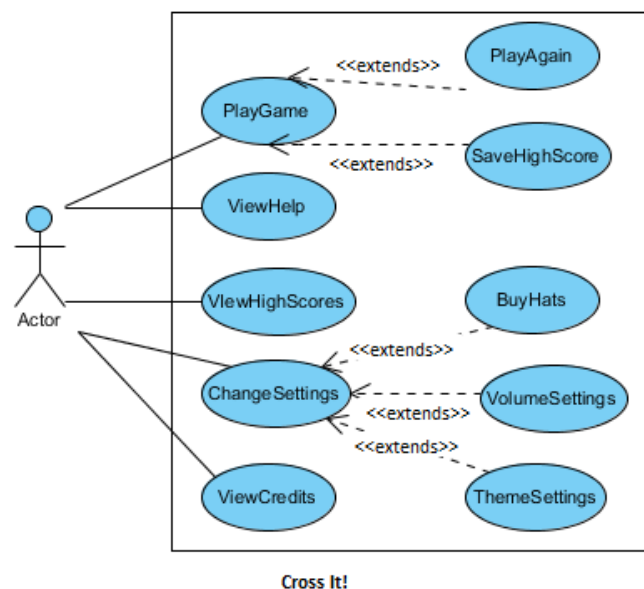 PlayAgain
<<extends>>
PlayGame
SaveHighScore
<<extends>>
ViewHelp
Actor
VIewHighScores
BuyHats
<<extends>>
ChangeSettings
VolumeSettings
<<extends>>
<<extends>>
ViewCredits
ThemeSettings
Cross It!